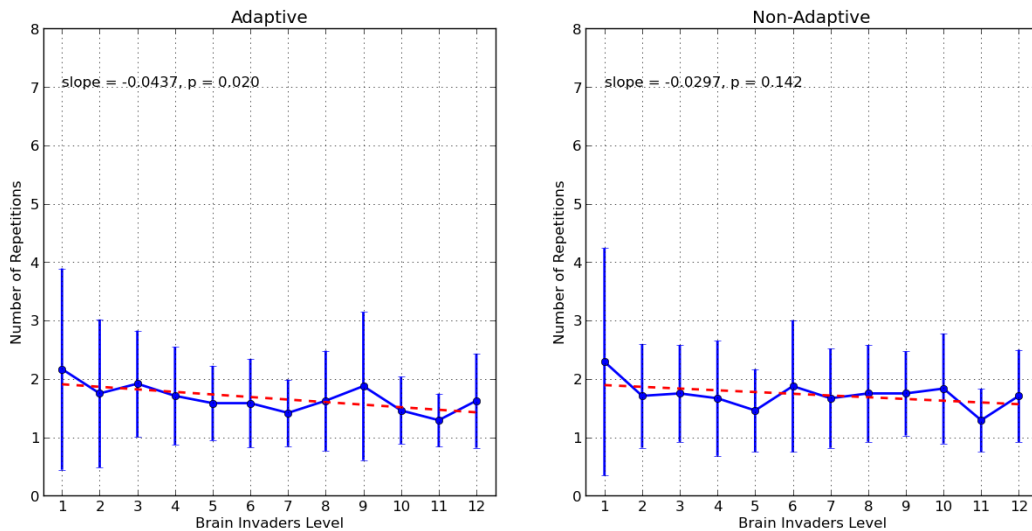 Adaptive
slope = -0.0437, p = 0.020
Number of Repetitions
8
7
6
5
4
3
2
1
0
1 2 3 4 5 6 7 8 9 10 11 12
Brain Invaders Level
Non-Adaptive
slope = -0.0297, p = 0.142
Number of Repetitions
8
7
6
5
4
3
2
1
0
1 2 3 4 5 6 7 8 9 10 11 12
Brain Invaders Level